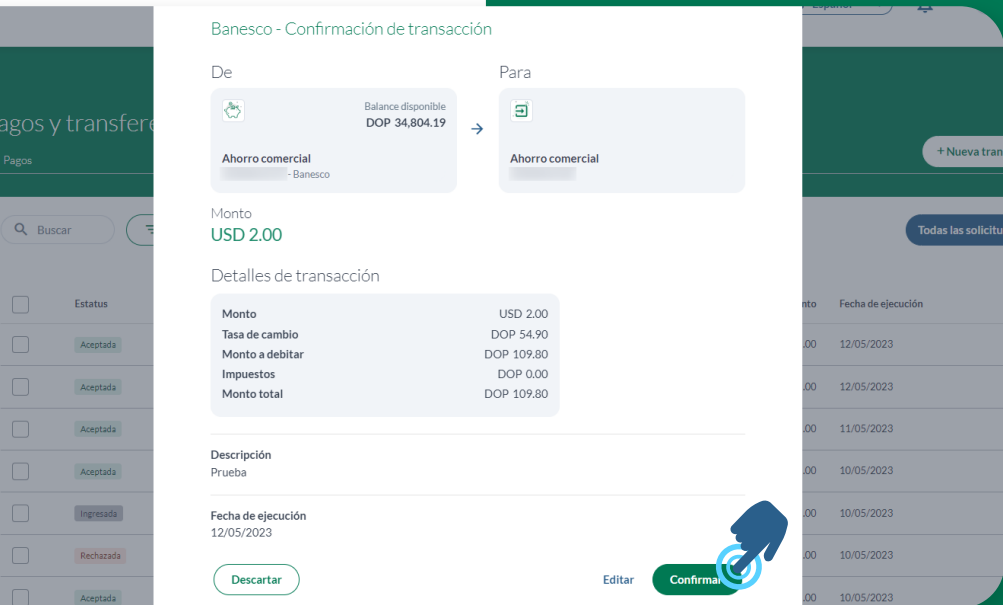 Español
Banesco - Confirmación de transacción
De
Para
Balance disponible
DOP 34,804.19
Ahorro comercial
- Banesco
Ahorro comercial
Pagos
+ Nueva
Monto
USD 2.00
Buscar
Todas las
Detalles de transacción
Monto USD 2.00
Tasa de cambio DOP 54.90
Monto a debitar DOP 109.80
Impuestos DOP 0.00
Monto total DOP 109.80
Estatus
Fecha de ejecución
Aceptada .00 12/05/2023
Aceptada .00 12/05/2023
Aceptada .00 11/05/2023
Aceptada .00 10/05/2023
Ingresada .00 10/05/2023
Rechazada .00 10/05/2023
Aceptada .00 10/05/2023
Descripción
Prueba
Fecha de ejecución
12/05/2023
Descartar
Editar
Confirmar